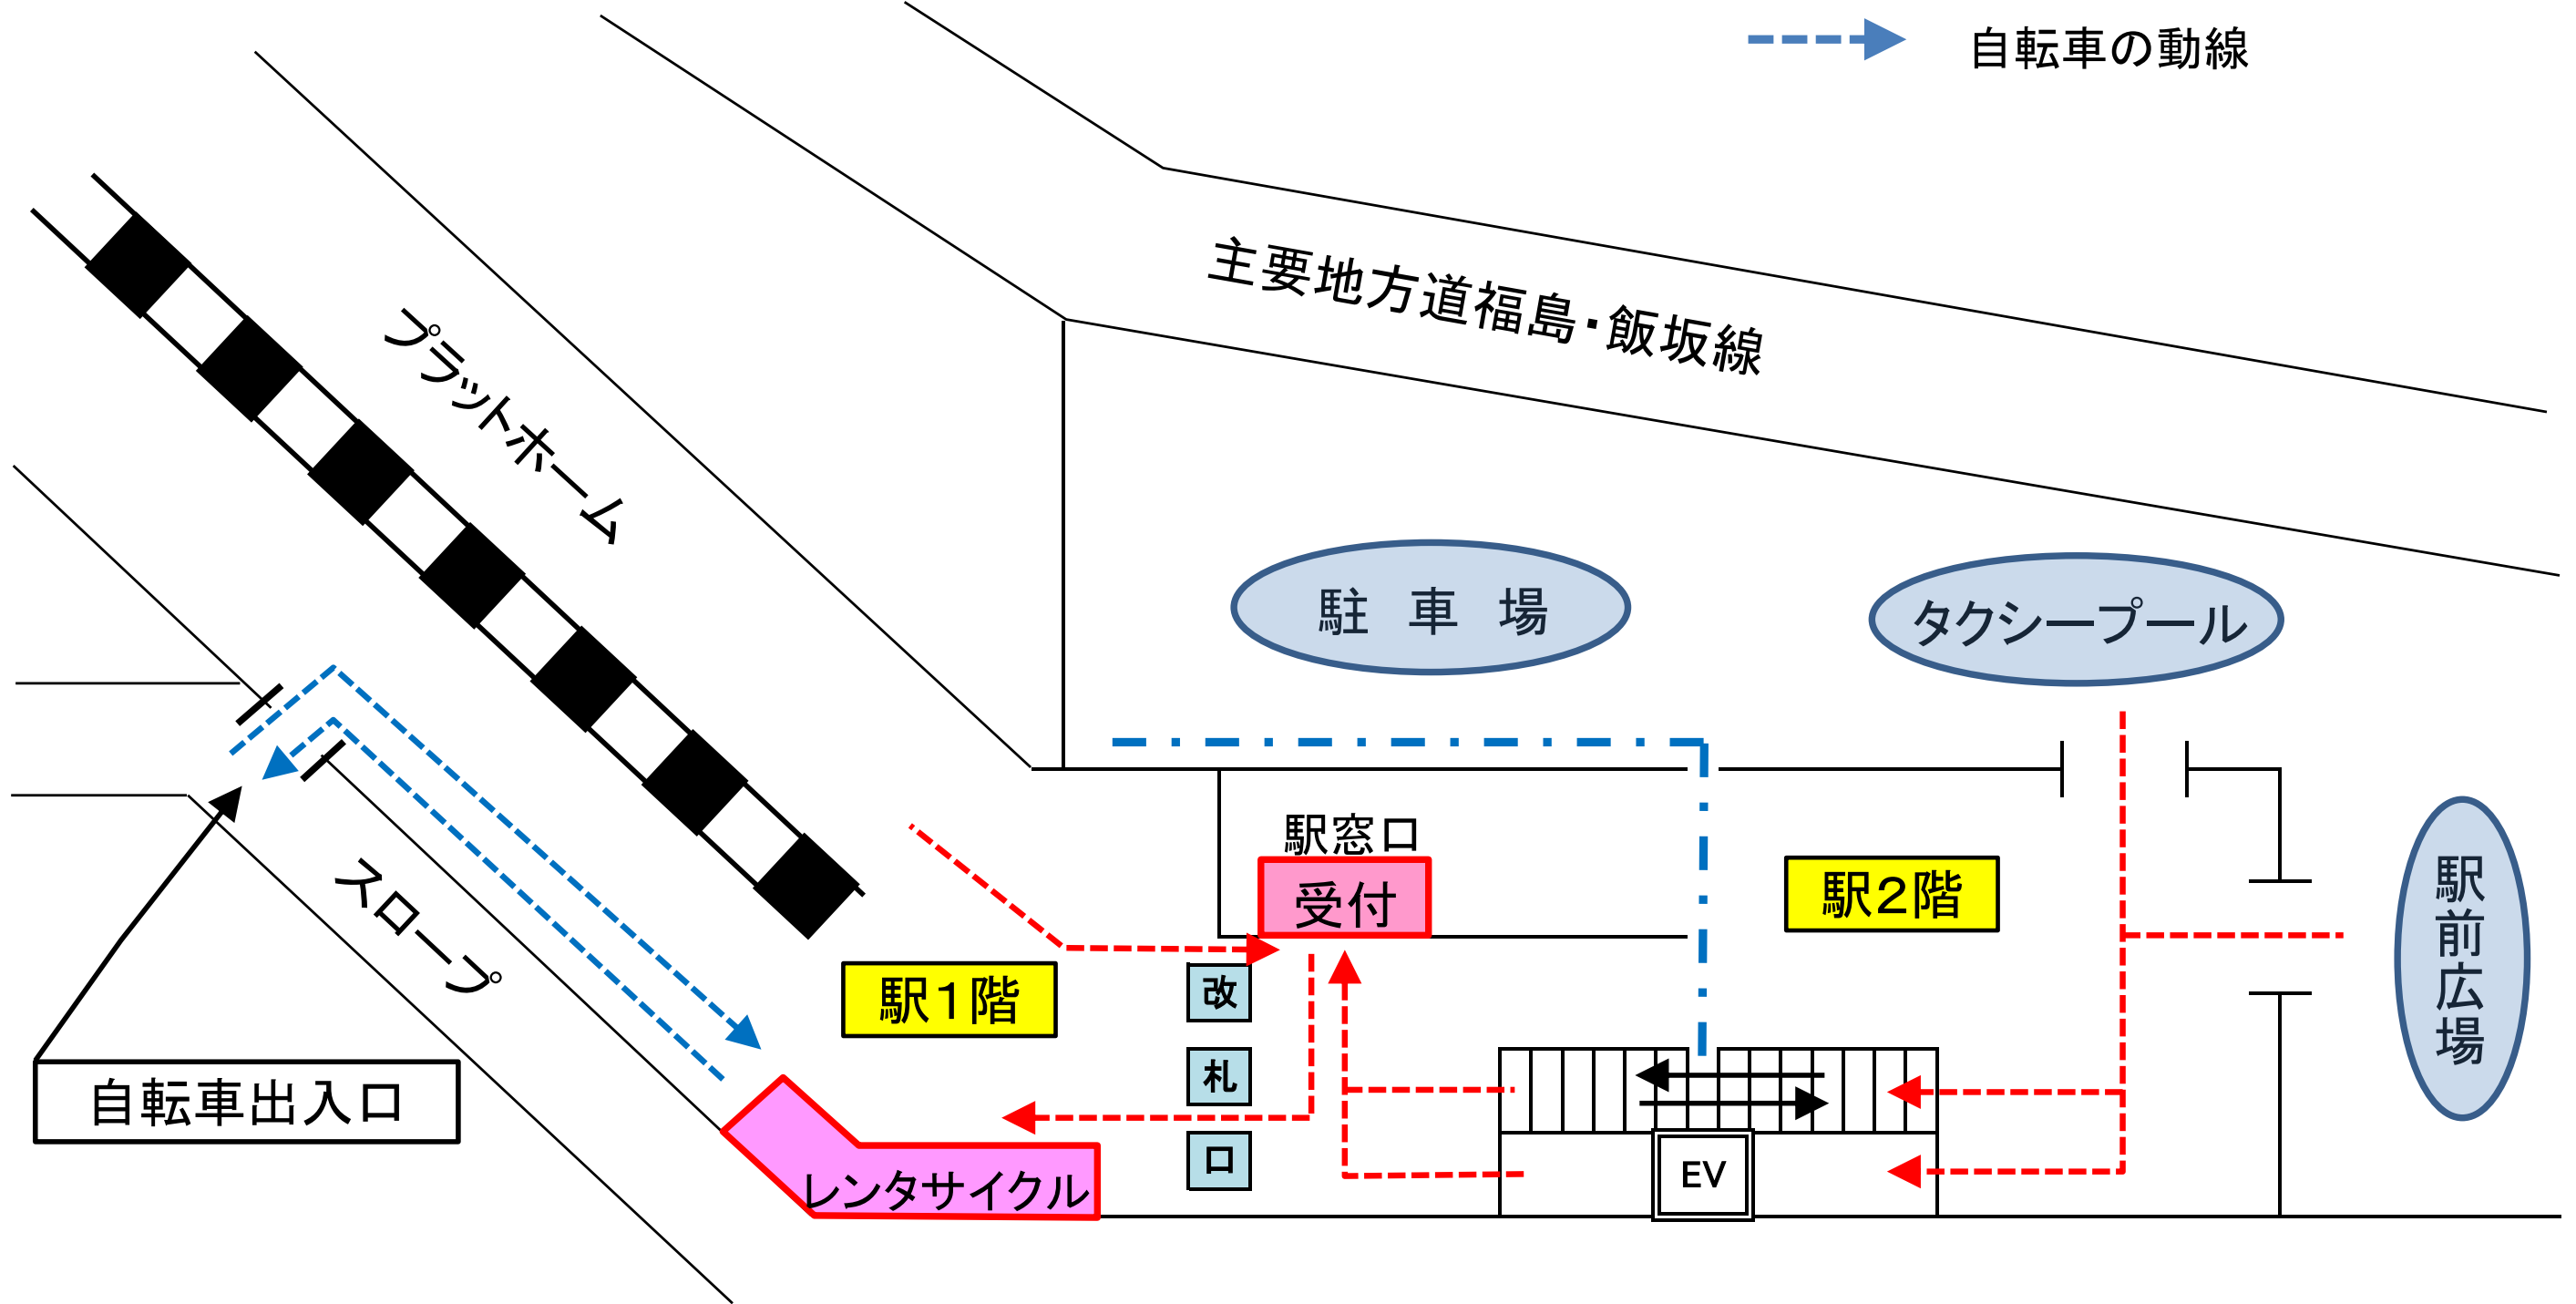 自転車の動線
主要地方道福島・飯坂線
プラットホーム
駐車場
タクシープール
駅窓口
受付
駅2階
駅前広場
スロープ
駅1階
改札口
自転車出入口
レンタサイクル
EV